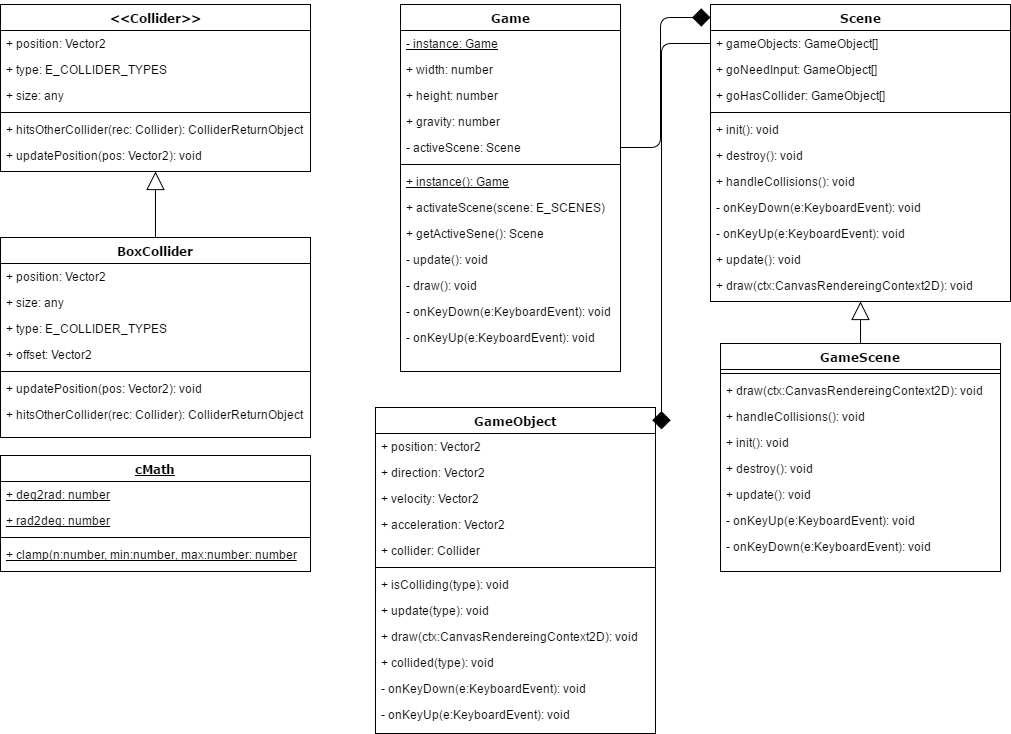 <<Collider>>
+ position: Vector2
+ type: E_COLLIDER_TYPES
+ size: any
+ hitsOtherCollider(rec: Collider): ColliderReturnObject
+ updatePosition(pos: Vector2): void
BoxCollider
+ position: Vector2
+ size: any
+ type: E_COLLIDER_TYPES
+ offset: Vector2
+ updatePosition(pos: Vector2): void
+ hitsOtherCollider(rec: Collider): ColliderReturnObject
cMath
+ deg2rad: number
+ rad2deg: number
+ clamp(n:number, min:number, max:number: number
Game
- instance: Game
+ width: number
+ height: number
+ gravity: number
- activeScene: Scene
+ instance(): Game
+ activateScene(scene: E_SCENES)
+ getActiveSene(): Scene
- update(): void
- draw(): void
- onKeyDown(e:KeyboardEvent): void
- onKeyUp(e:KeyboardEvent): void
GameObject
+ position: Vector2
+ direction: Vector2
+ velocity: Vector2
+ acceleration: Vector2
+ collider: Collider
+ isColliding(type): void
+ update(type): void
+ draw(ctx:CanvasRendereingContext2D): void
+ collided(type): void
- onKeyDown(e:KeyboardEvent): void
- onKeyUp(e:KeyboardEvent): void
Scene
+ gameObjects: GameObject[]
+ goNeedInput: GameObject[]
+ goHasCollider: GameObject[]
+ init(): void
+ destroy(): void
+ handleCollisions(): void
- onKeyDown(e:KeyboardEvent): void
- onKeyUp(e:KeyboardEvent): void
+ update(): void
+ draw(ctx:CanvasRendereingContext2D): void
GameScene
+ draw(ctx:CanvasRendereingContext2D): void
+ handleCollisions(): void
+ init(): void
+ destroy(): void
+ update(): void
- onKeyUp(e:KeyboardEvent): void
- onKeyDown(e:KeyboardEvent): void